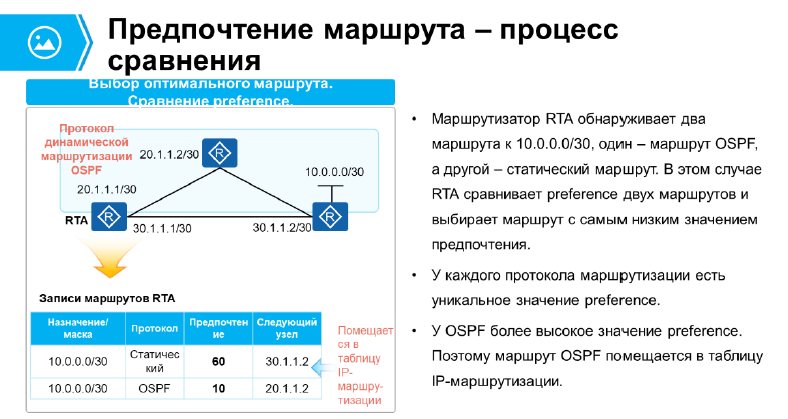 Предпочтение маршрута – процесс
сравнения
Выбор оптимального маршрута.
Сравнение preference.
Протокол
динамической
маршрутизации
OSPF
20.1.1.2/30
10.0.0.0/30
20.1.1.1/30
R
R
R
RTA
30.1.1.1/30
30.1.1.2/30
Записи маршрутов RTA
Назначение/
маска
Протокол
Предпочтен
ие
Следующий
узел
10.0.0.0/30
Статичес
кий
60
30.1.1.2
10.0.0.0/30
OSPF
10
20.1.1.2
Помещает
ся в
таблицу
IP-
маршру-
тизации
• Маршрутизатор RTA обнаруживает два
маршрута к 10.0.0.0/30, один – маршрут OSPF,
а другой – статический маршрут. В этом случае
RTA сравнивает preference двух маршрутов и
выбирает маршрут с самым низким значением
предпочтения.
• У каждого протокола маршрутизации есть
уникальное значение preference.
• У OSPF более высокое значение preference.
Поэтому маршрут OSPF помещается в таблицу
IP-маршрутизации.